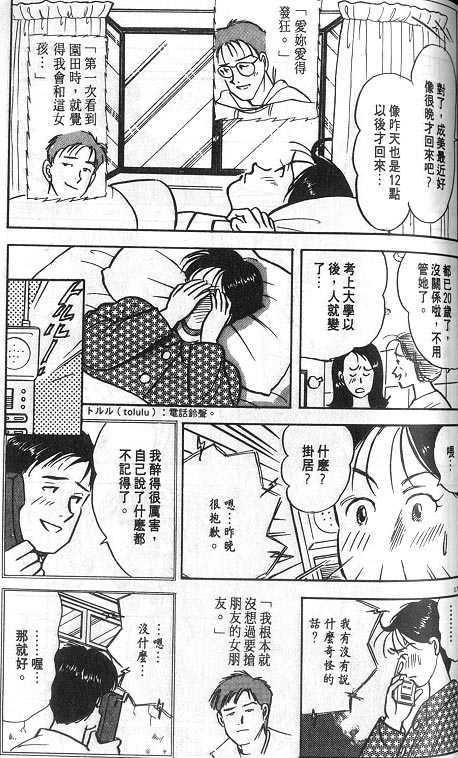 對了，成美最近好
像很晚才回來吧？
像昨天也是12點
以後才回來…
「愛妳愛得
發狂。」
「第一次看到
園田時，就覺
得我會和這女
孩…」
都已20歲了，
沒關係啦，不用
管她了。
考上大學以
後，人就變
了…
トルルル
トルル（tolulu）：電話鈴聲。
喂…
什麼？
掛居？
嗯…昨晚
很抱歉。
我醉得很厲害，
自己說了什麼都
不記得了。
我有沒有說
什麼奇怪的
話？
「我根本就
沒想過要搶
朋友的女朋
友。」
……嗯…
沒什麼…
……喔…
那就好。